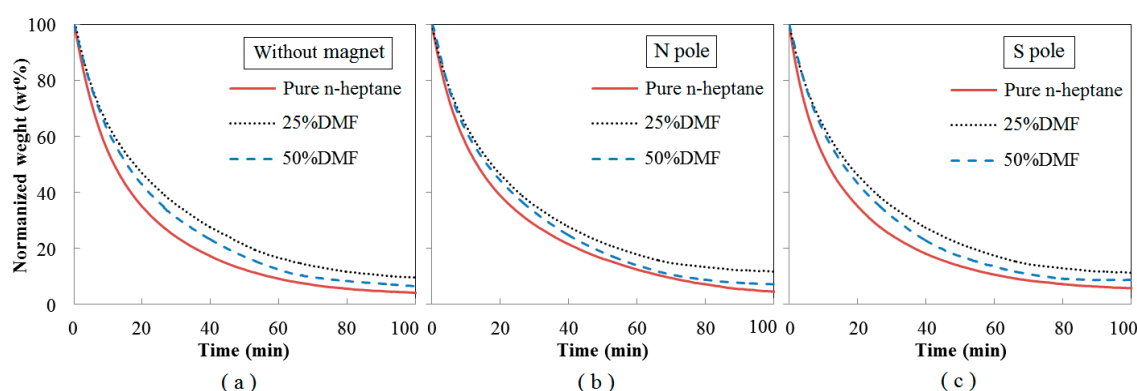 Normanized weght (wt%)
100
80
60
40
20
0
Without magnet
Pure n-heptane
25%DMF
50%DMF
0 20 40 60 80 100
Time (min)
( a )
N pole
Pure n-heptane
25%DMF
50%DMF
0 20 40 60 80 100
Time (min)
( b )
S pole
Pure n-heptane
25%DMF
50%DMF
0 20 40 60 80 100
Time (min)
( c )